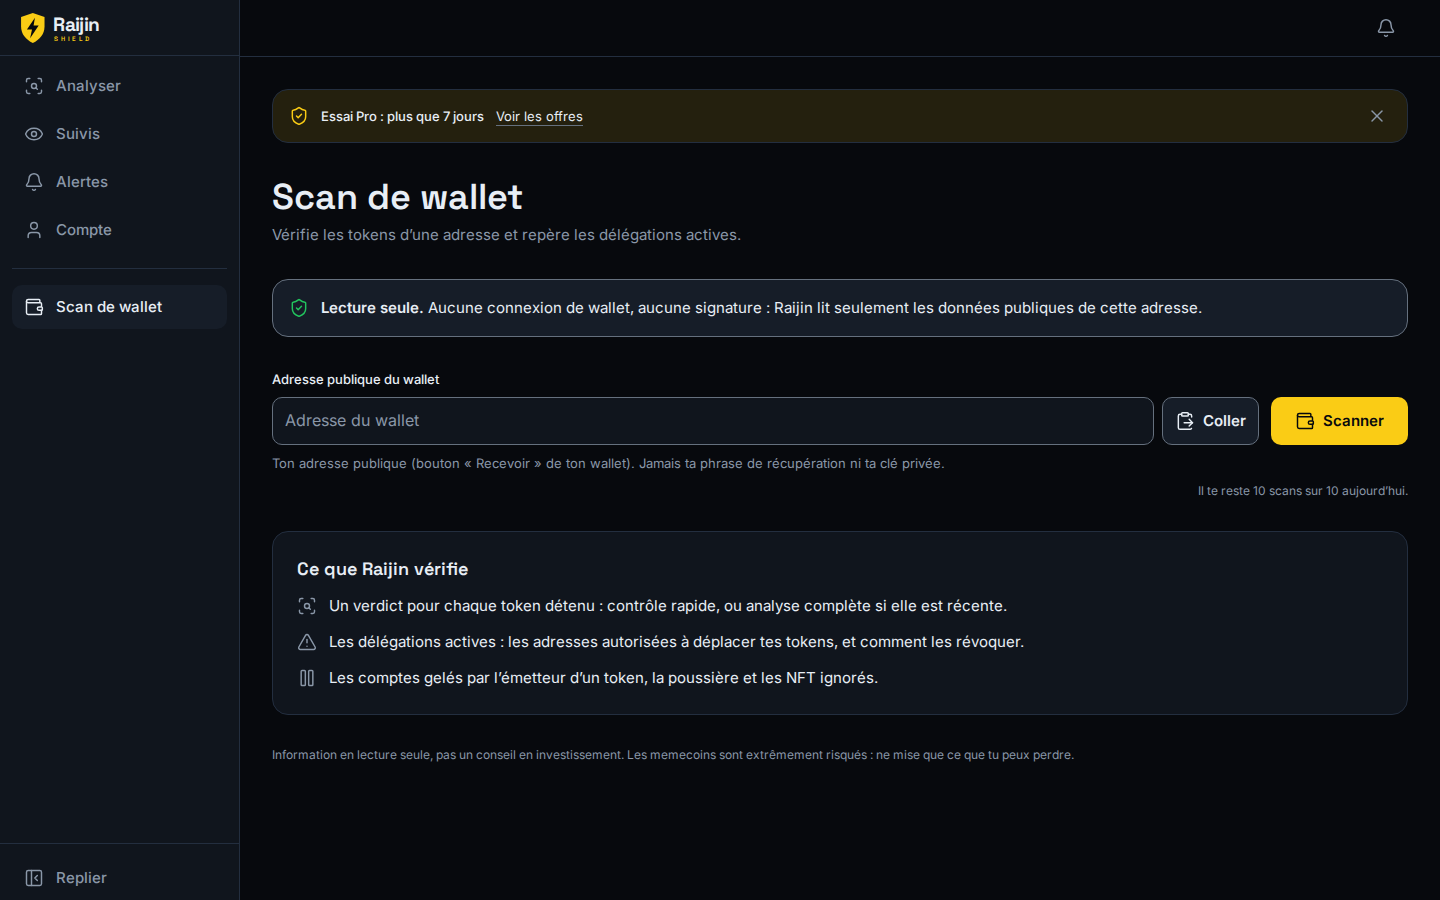 Raijin
SHIELD
Analyser
Suivis
Alertes
Compte
Scan de wallet
Replier
Essai Pro : plus que 7 jours Voir les offres
Scan de wallet
Vérifie les tokens d’une adresse et repère les délégations actives.
Lecture seule. Aucune connexion de wallet, aucune signature : Raijin lit seulement les données publiques de cette adresse.
Adresse publique du wallet
Adresse du wallet
Coller
Scanner
Ton adresse publique (bouton « Recevoir » de ton wallet). Jamais ta phrase de récupération ni ta clé privée.
Il te reste 10 scans sur 10 aujourd’hui.
Ce que Raijin vérifie
Un verdict pour chaque token détenu : contrôle rapide, ou analyse complète si elle est récente.
Les délégations actives : les adresses autorisées à déplacer tes tokens, et comment les révoquer.
Les comptes gelés par l’émetteur d’un token, la poussière et les NFT ignorés.
Information en lecture seule, pas un conseil en investissement. Les memecoins sont extrêmement risqués : ne mise que ce que tu peux perdre.